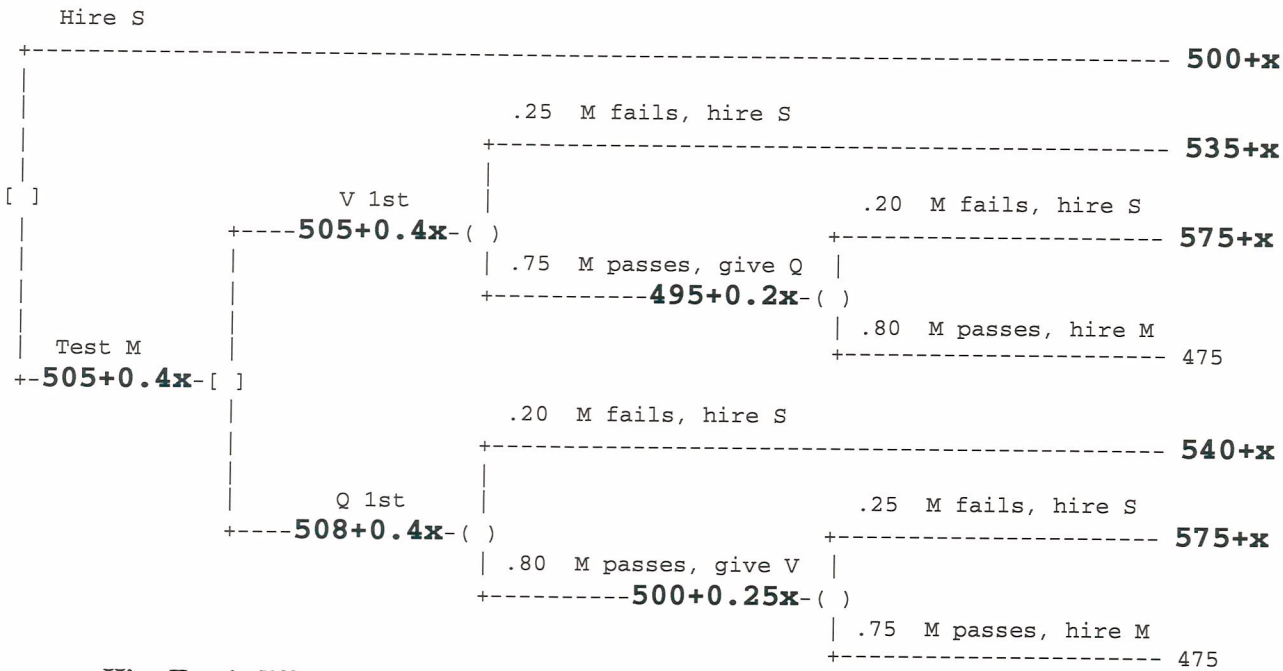 Hire S
500+x
.25 M fails, hire S
535+x
[ ]
V 1st
.20 M fails, hire S
505+0.4x-( )
575+x
.75 M passes, give Q
495+0.2x-( )
.80 M passes, hire M
Test M
475
505+0.4x-[ ]
.20 M fails, hire S
540+x
Q 1st
.25 M fails, hire S
508+0.4x-( )
575+x
.80 M passes, give V
500+0.25x-( )
.75 M passes, hire M
475